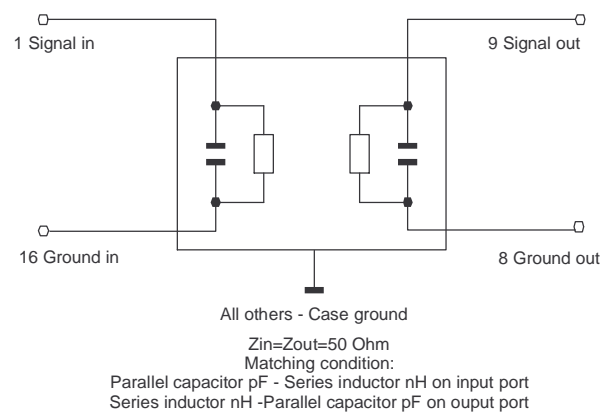 1 Signal in
9 Signal out
16 Ground in
8 Ground out
All others - Case ground
Zin=Zout=50 Ohm
Matching condition:
Parallel capacitor pF - Series inductor nH on input port
Series inductor nH -Parallel capacitor pF on ouput port